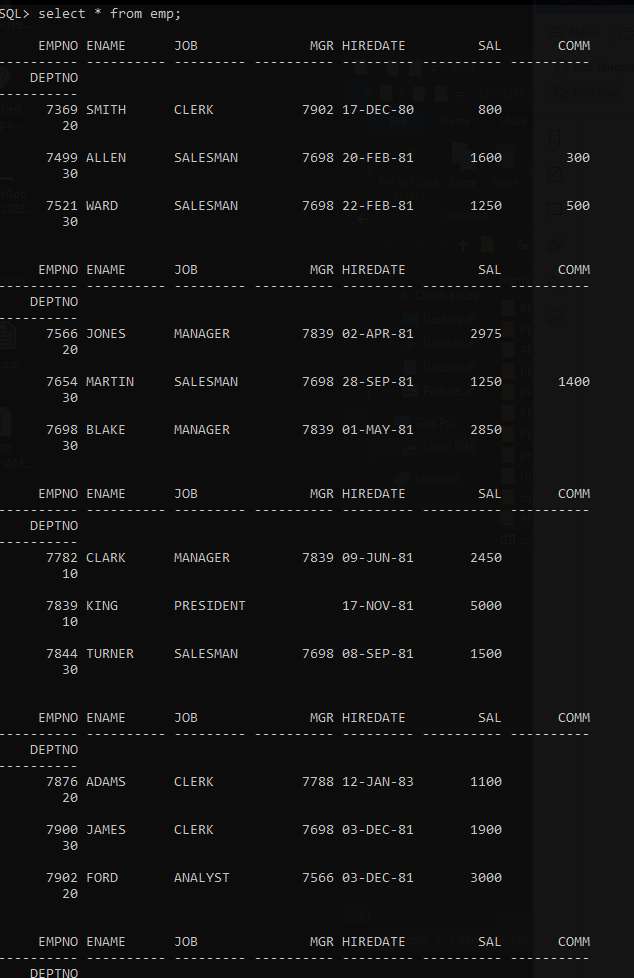 SQL> select * from emp;
EMPNO ENAME JOB MGR HIREDATE SAL COMM
---------- ---------- --------- ---------- --------- ---------- ----------
DEPTNO
----------
7369 SMITH CLERK 7902 17-DEC-80 800
20
7499 ALLEN SALESMAN 7698 20-FEB-81 1600 300
30
7521 WARD SALESMAN 7698 22-FEB-81 1250 500
30
EMPNO ENAME JOB MGR HIREDATE SAL COMM
---------- ---------- --------- ---------- --------- ---------- ----------
DEPTNO
----------
7566 JONES MANAGER 7839 02-APR-81 2975
20
7654 MARTIN SALESMAN 7698 28-SEP-81 1250 1400
30
7698 BLAKE MANAGER 7839 01-MAY-81 2850
30
EMPNO ENAME JOB MGR HIREDATE SAL COMM
---------- ---------- --------- ---------- --------- ---------- ----------
DEPTNO
----------
7782 CLARK MANAGER 7839 09-JUN-81 2450
10
7839 KING PRESIDENT 17-NOV-81 5000
10
7844 TURNER SALESMAN 7698 08-SEP-81 1500
30
EMPNO ENAME JOB MGR HIREDATE SAL COMM
---------- ---------- --------- ---------- --------- ---------- ----------
DEPTNO
----------
7876 ADAMS CLERK 7788 12-JAN-83 1100
20
7900 JAMES CLERK 7698 03-DEC-81 1900
30
7902 FORD ANALYST 7566 03-DEC-81 3000
20
EMPNO ENAME JOB MGR HIREDATE SAL COMM
---------- ---------- --------- ---------- --------- ---------- ----------
DEPTNO